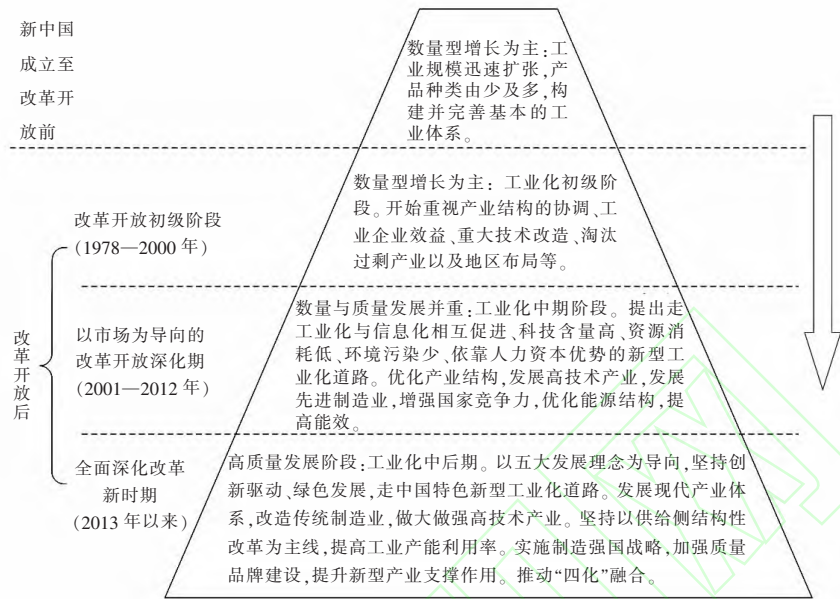 新中国
成立至
改革开
放前
数量型增长为主:工
业规模迅速扩张,产
品种类由少及多,构
建并完善基本的工
业体系。
改革开放后
改革开放初级阶段
(1978—2000 年)
数量型增长为主: 工业化初级阶
段。开始重视产业结构的协调、工
业企业效益、重大技术改造、淘汰
过剩产业以及地区布局等。
以市场为导向的
改革开放深化期
(2001—2012 年)
数量与质量发展并重:工业化中期阶段。提出走
工业化与信息化相互促进、科技含量高、资源消
耗低、环境污染少、依靠人力资本优势的新型工
业化道路。优化产业结构,发展高技术产业,发展
先进制造业,增强国家竞争力,优化能源结构,提
高能效。
全面深化改革
新时期
(2013 年以来)
高质量发展阶段:工业化中后期。以五大发展理念为导向,坚持创
新驱动、绿色发展,走中国特色新型工业化道路。发展现代产业体
系,改造传统制造业,做大做强高技术产业。坚持以供给侧结构性
改革为主线,提高工业产能利用率。实施制造强国战略,加强质量
品牌建设,提升新型产业支撑作用。推动“四化”融合。